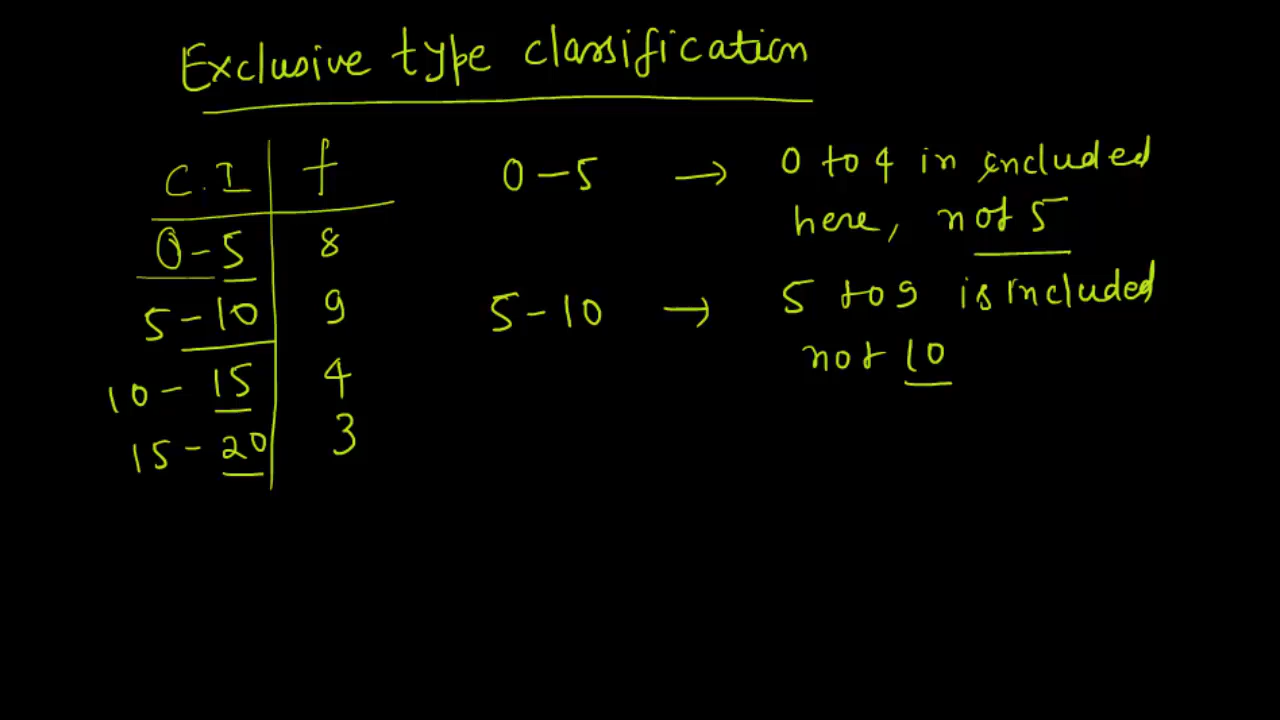 Exclusive type classification
C.I f
0-5 8
5-10 9
10-15 4
15-20 3
0-5 → 0 to 4 in included
here, not 5
5-10 → 5 to 9 is included
not 10